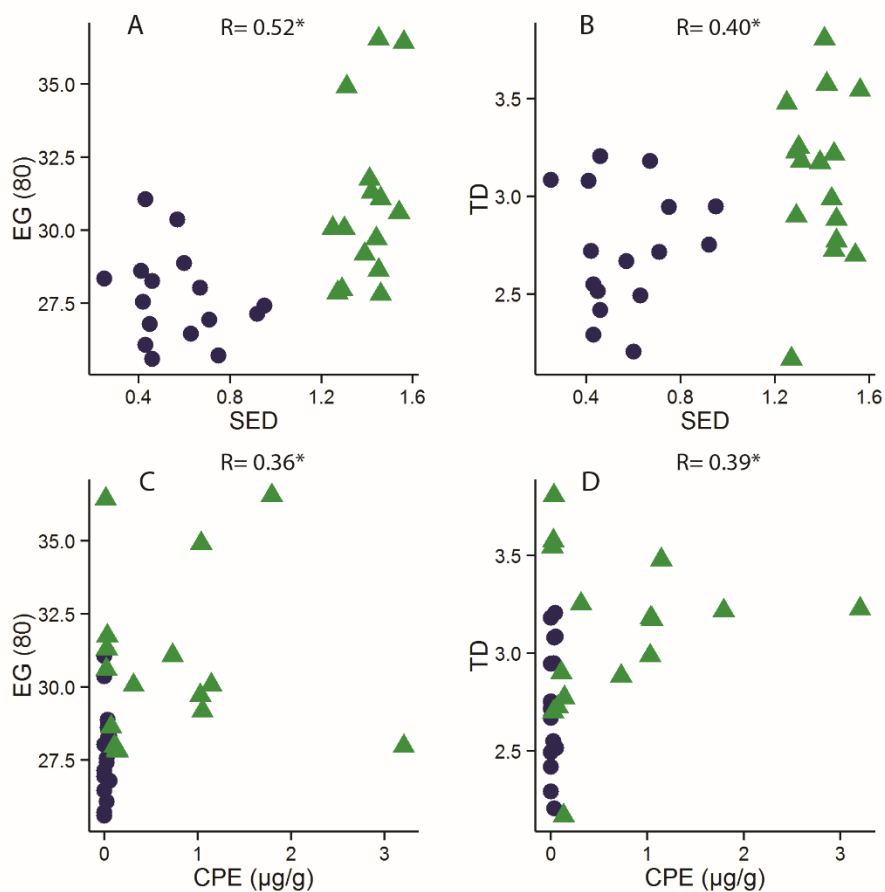 A R= 0.52*
B R= 0.40*
35.0
32.5
30.0
27.5
EG (80)
0.4 0.8 1.2 1.6
SED
3.5
3.0
2.5
TD
0.4 0.8 1.2 1.6
SED
C R= 0.36*
D R= 0.39*
35.0
32.5
30.0
27.5
EG (80)
0 1 2 3
CPE (µg/g)
3.5
3.0
2.5
TD
0 1 2 3
CPE (µg/g)